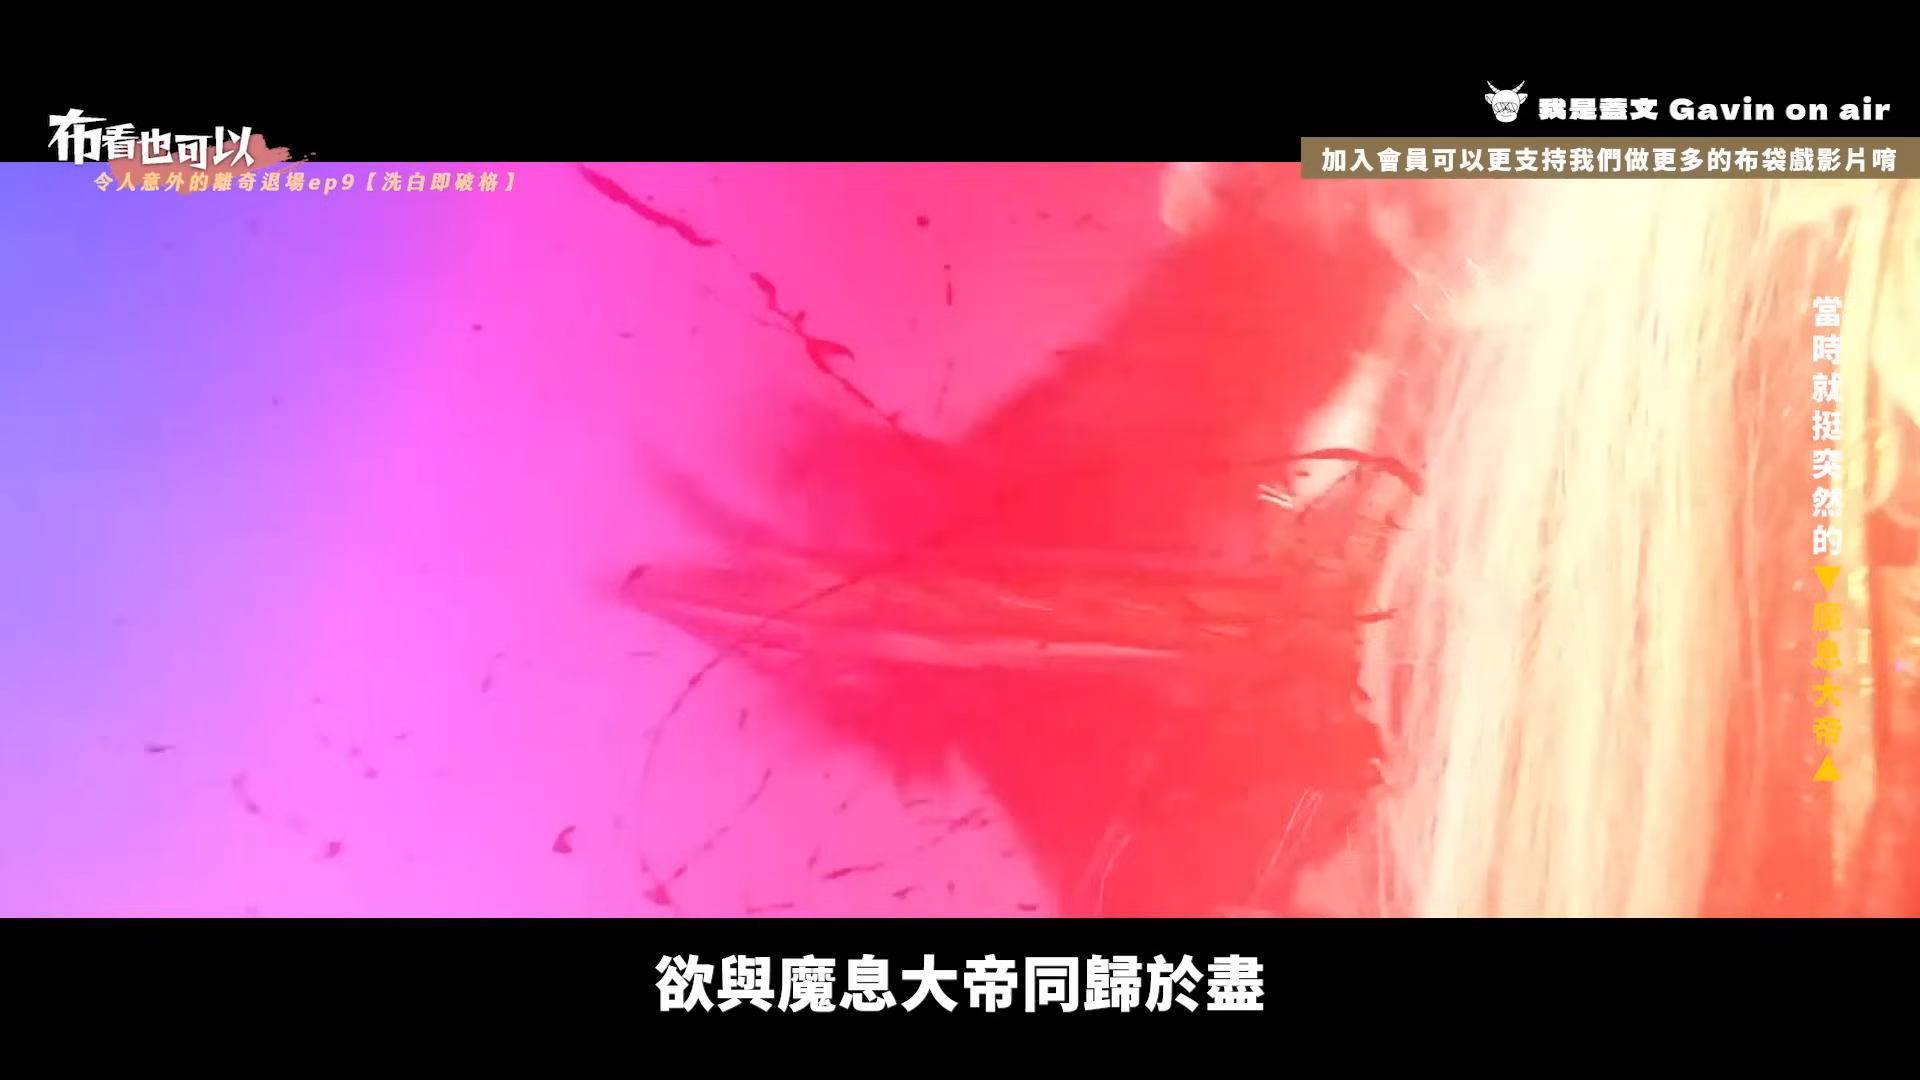 布看也可以
令人意外的離奇退場ep9【洗白即破格】
我是蓋文 Gavin on air
加入會員可以更支持我們做更多的布袋戲影片唷
當時就挺突然的▼魔息大帝▲
欲與魔息大帝同歸於盡